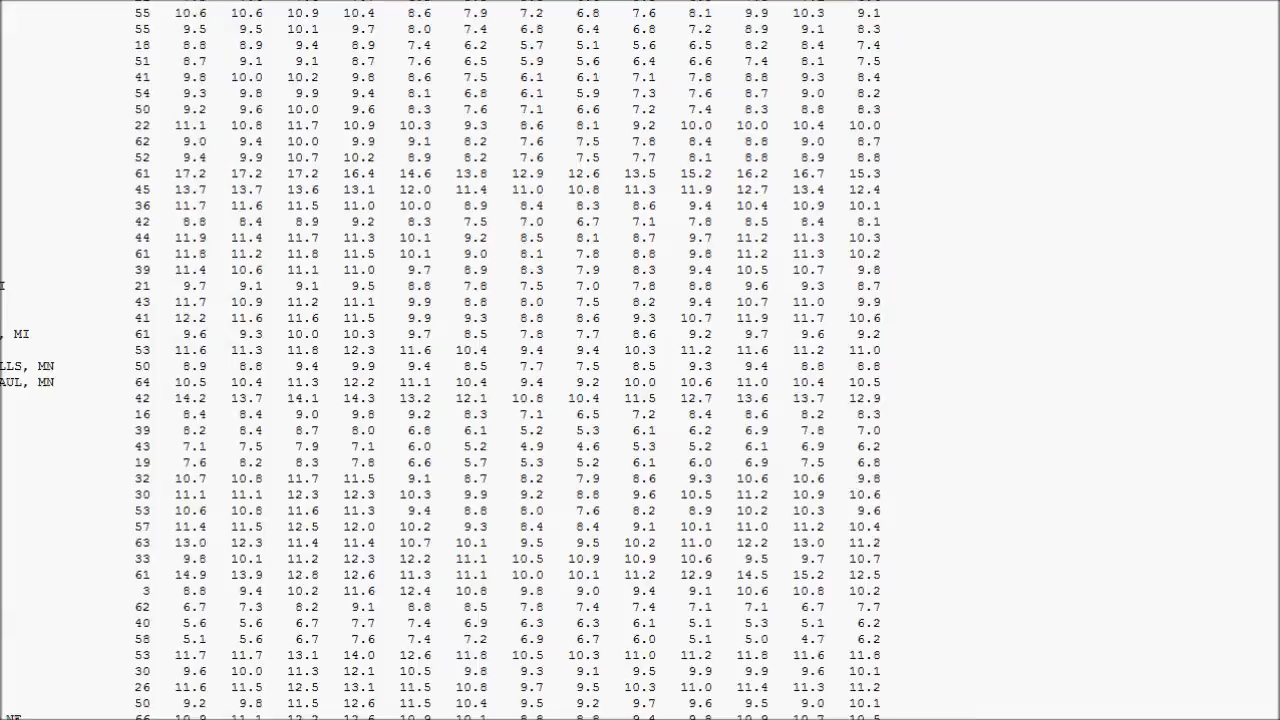 55 10.6 10.6 10.9 10.4 8.6 7.9 7.2 6.8 7.6 8.1 9.9 10.3 9.1
55 9.5 9.5 10.1 9.7 8.0 7.4 6.8 6.4 6.8 7.2 8.9 9.1 8.3
18 8.8 8.9 9.4 8.9 7.4 6.2 5.7 5.1 5.6 6.5 8.2 8.4 7.4
51 8.7 9.1 9.1 8.7 7.6 6.5 5.9 5.6 6.4 6.6 7.4 8.1 7.5
41 9.8 10.0 10.2 9.8 8.6 7.5 6.1 6.1 7.1 7.8 8.8 9.3 8.4
54 9.3 9.8 9.9 9.4 8.1 6.8 6.1 5.9 7.3 7.6 8.7 9.0 8.2
50 9.2 9.6 10.0 9.6 8.3 7.6 7.1 6.6 7.2 7.4 8.3 8.8 8.3
22 11.1 10.8 11.7 10.9 10.3 9.3 8.6 8.1 9.2 10.0 10.0 10.4 10.0
62 9.0 9.4 10.0 9.9 9.1 8.2 7.6 7.5 7.8 8.4 8.8 9.0 8.7
52 9.4 9.9 10.7 10.2 8.9 8.2 7.6 7.5 7.7 8.1 8.8 8.9 8.8
61 17.2 17.2 17.2 16.4 14.6 13.8 12.9 12.6 13.5 15.2 16.2 16.7 15.3
45 13.7 13.7 13.6 13.1 12.0 11.4 11.0 10.8 11.3 11.9 12.7 13.4 12.4
36 11.7 11.6 11.5 11.0 10.0 8.9 8.4 8.3 8.6 9.4 10.4 10.9 10.1
42 8.8 8.4 8.9 9.2 8.3 7.5 7.0 6.7 7.1 7.8 8.5 8.4 8.1
44 11.9 11.4 11.7 11.3 10.1 9.2 8.5 8.1 8.7 9.7 11.2 11.3 10.3
61 11.8 11.2 11.8 11.5 10.1 9.0 8.1 7.8 8.8 9.8 11.2 11.3 10.2
39 11.4 10.6 11.1 11.0 9.7 8.9 8.3 7.9 8.3 9.4 10.5 10.7 9.8
21 9.7 9.1 9.1 9.5 8.8 7.8 7.5 7.0 7.8 8.8 9.6 9.3 8.7
43 11.7 10.9 11.2 11.1 9.9 8.8 8.0 7.5 8.2 9.4 10.7 11.0 9.9
41 12.2 11.6 11.6 11.5 9.9 9.3 8.8 8.6 9.3 10.7 11.9 11.7 10.6
, MI 61 9.6 9.3 10.0 10.3 9.7 8.5 7.8 7.7 8.6 9.2 9.7 9.6 9.2
53 11.6 11.3 11.8 12.3 11.6 10.4 9.4 9.4 10.3 11.2 11.6 11.2 11.0
LLS, MN 50 8.9 8.8 9.4 9.9 9.4 8.5 7.7 7.5 8.5 9.3 9.4 8.8 8.8
AUL, MN 64 10.5 10.4 11.3 12.2 11.1 10.4 9.4 9.2 10.0 10.6 11.0 10.4 10.5
42 14.2 13.7 14.1 14.3 13.2 12.1 10.8 10.4 11.5 12.7 13.6 13.7 12.9
16 8.4 8.4 9.0 9.8 9.2 8.3 7.1 6.5 7.2 8.4 8.6 8.2 8.3
39 8.2 8.4 8.7 8.0 6.8 6.1 5.2 5.3 6.1 6.2 6.9 7.8 7.0
43 7.1 7.5 7.9 7.1 6.0 5.2 4.9 4.6 5.3 5.2 6.1 6.9 6.2
19 7.6 8.2 8.3 7.8 6.6 5.7 5.3 5.2 6.1 6.0 6.9 7.5 6.8
32 10.7 10.8 11.7 11.5 9.1 8.7 8.2 7.9 8.6 9.3 10.6 10.6 9.8
30 11.1 11.1 12.3 12.3 10.3 9.9 9.2 8.8 9.6 10.5 11.2 10.9 10.6
53 10.6 10.8 11.6 11.3 9.4 8.8 8.0 7.6 8.2 8.9 10.2 10.3 9.6
57 11.4 11.5 12.5 12.0 10.2 9.3 8.4 8.4 9.1 10.1 11.0 11.2 10.4
63 13.0 12.3 11.4 11.4 10.7 10.1 9.5 9.5 10.2 11.0 12.2 13.0 11.2
33 9.8 10.1 11.2 12.3 12.2 11.1 10.5 10.9 10.9 10.6 9.5 9.7 10.7
61 14.9 13.9 12.8 12.6 11.3 11.1 10.0 10.1 11.2 12.9 14.5 15.2 12.5
3 8.8 9.4 10.2 11.6 12.4 10.8 9.8 9.0 9.4 9.1 10.6 10.8 10.2
62 6.7 7.3 8.2 9.1 8.8 8.5 7.8 7.4 7.4 7.1 7.1 6.7 7.7
40 5.6 5.6 6.7 7.7 7.4 6.9 6.3 6.3 6.1 5.1 5.3 5.1 6.2
58 5.1 5.6 6.7 7.6 7.4 7.2 6.9 6.7 6.0 5.1 5.0 4.7 6.2
53 11.7 11.7 13.1 14.0 12.6 11.8 10.5 10.3 11.0 11.2 11.8 11.6 11.8
30 9.6 10.0 11.3 12.1 10.5 9.8 9.3 9.1 9.5 9.9 9.9 9.6 10.1
26 11.6 11.5 12.5 13.1 11.5 10.8 9.7 9.5 10.3 11.0 11.4 11.3 11.2
50 9.2 9.8 11.5 12.6 11.5 10.4 9.5 9.2 9.7 9.6 9.5 9.0 10.1